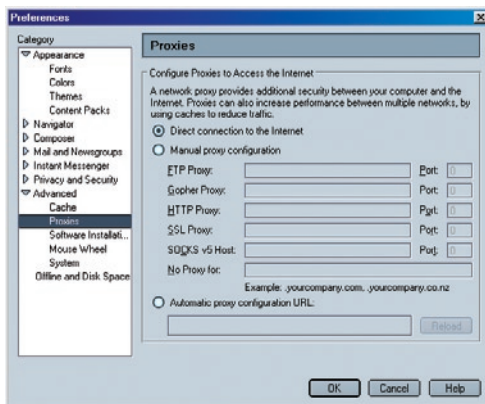 Preferences
Category
Appearance
Fonts
Colors
Themes
Content Packs
Navigator
Composer
Mail and Newsgroups
Instant Messenger
Privacy and Security
Advanced
Cache
Proxies
Software Installati...
Mouse Wheel
System
Offline and Disk Space
Proxies
Configure Proxies to Access the Internet
A network proxy provides additional security between your computer and the
Internet. Proxies can also increase performance between multiple networks, by
using caches to reduce traffic.
Direct connection to the Internet
Manual proxy configuration
FTP Proxy: Port: 0
Gopher Proxy: Port: 0
HTTP Proxy: Port: 0
SSL Proxy: Port: 0
SOCKS v5 Host: Port: 0
No Proxy for:
Example: .yourcompany.com, .yourcompany.co.nz
Automatic proxy configuration URL:
Reload
OK Cancel Help